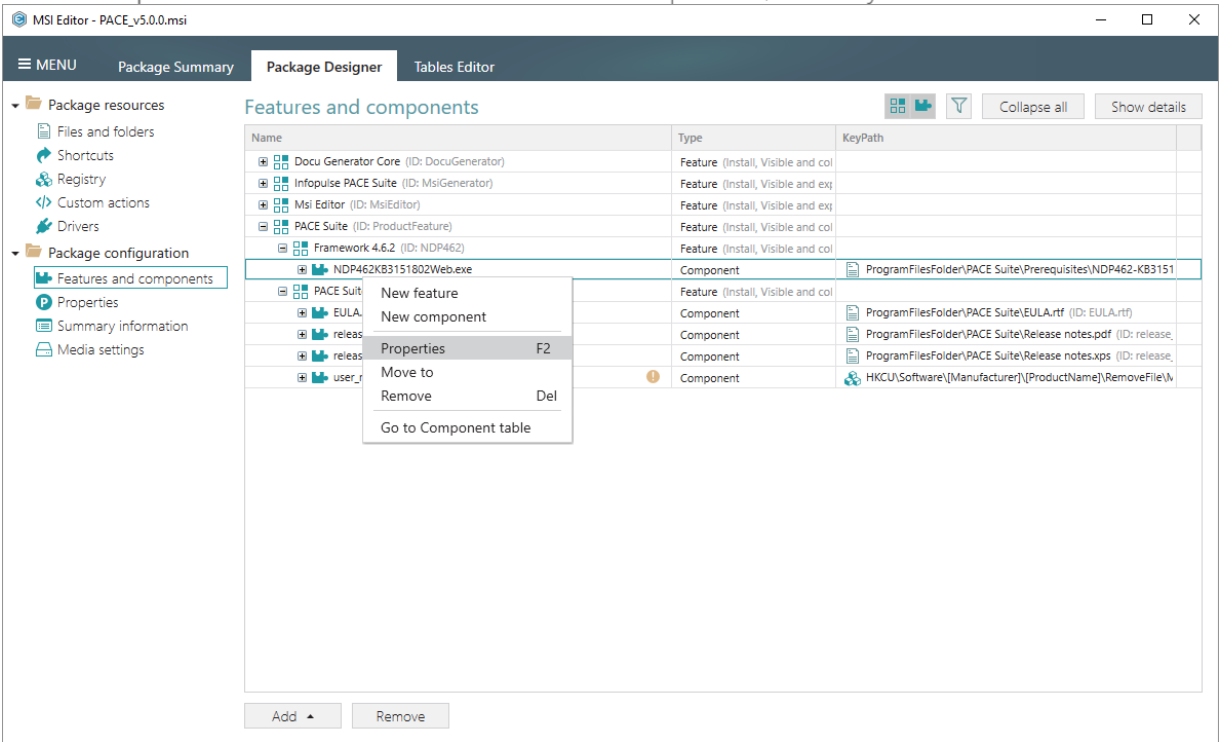 MSI Editor - PACE_v5.0.0.msi
MENU Package Summary Package Designer Tables Editor
Package resources
Files and folders
Shortcuts
Registry
Custom actions
Drivers
Package configuration
Features and components
Properties
Summary information
Media settings
Features and components Collapse all Show details
Name Type KeyPath
Docu Generator Core (ID: DocuGenerator) Feature (Install, Visible and col
Infopulse PACE Suite (ID: MsiGenerator) Feature (Install, Visible and exp
Msi Editor (ID: MsiEditor) Feature (Install, Visible and exp
PACE Suite (ID: ProductFeature) Feature (Install, Visible and col
Framework 4.6.2 (ID: NDP462) Feature (Install, Visible and col
NDP462KB3151802Web.exe Component ProgramFilesFolder\PACE Suite\Prerequisites\NDP462-KB3151
PACE Suit Feature (Install, Visible and col
EULA. Component ProgramFilesFolder\PACE Suite\EULA.rtf (ID: EULA.rtf)
releas Component ProgramFilesFolder\PACE Suite\Release notes.pdf (ID: release_
releas Component ProgramFilesFolder\PACE Suite\Release notes.xps (ID: release_
user_r Component HKCU\Software\[Manufacturer]\[ProductName]\RemoveFile\M
New feature
New component
Properties F2
Move to
Remove Del
Go to Component table
Add Remove